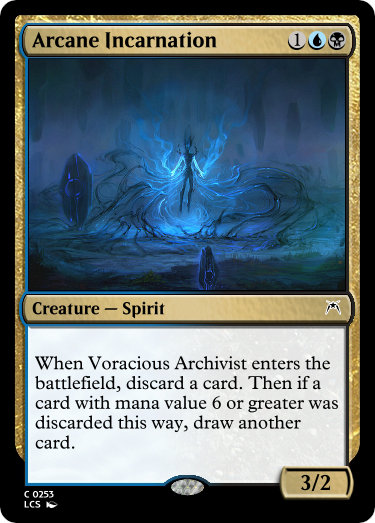 Arcane Incarnation 1
Creature — Spirit
When Voracious Archivist enters the
battlefield, discard a card. Then if a
card with mana value 6 or greater was
discarded this way, draw another
card.
3/2
C 0253
LCS